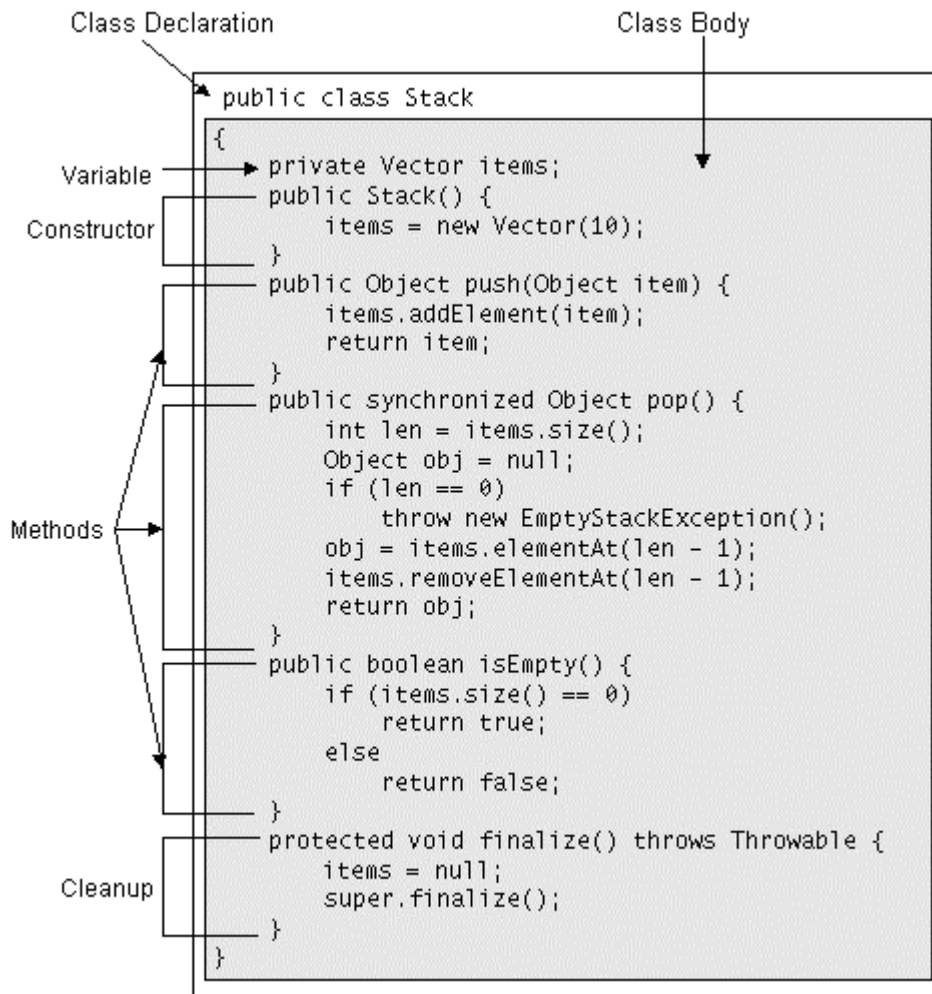 Class Declaration
Class Body
public class Stack
{
Variable
private Vector items;
Constructor
public Stack() {
items = new Vector(10);
}
Methods
public Object push(Object item) {
items.addElement(item);
return item;
}
public synchronized Object pop() {
int len = items.size();
Object obj = null;
if (len == 0)
throw new EmptyStackException();
obj = items.elementAt(len - 1);
items.removeElementAt(len - 1);
return obj;
}
public boolean isEmpty() {
if (items.size() == 0)
return true;
else
return false;
}
Cleanup
protected void finalize() throws Throwable {
items = null;
super.finalize();
}
}